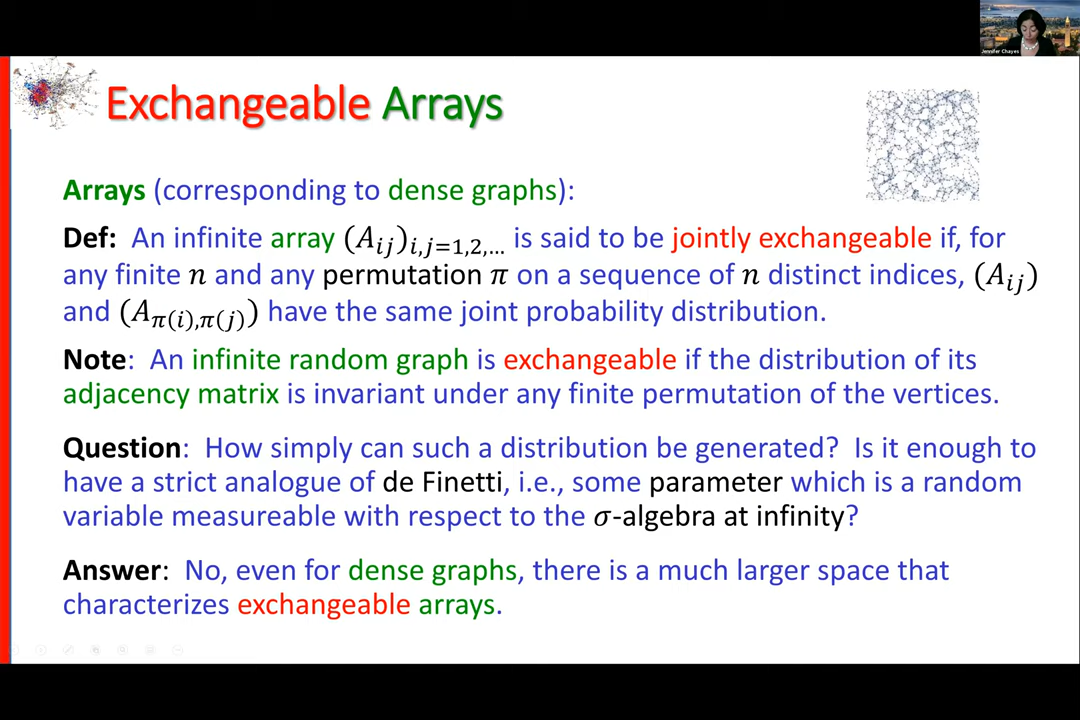 Jennifer Chayes
Exchangeable Arrays
Arrays (corresponding to dense graphs):
Def: An infinite array (A_{ij})_{i,j=1,2,…} is said to be jointly exchangeable if, for
any finite n and any permutation π on a sequence of n distinct indices, (A_{ij})
and (A_{π(i),π(j)}) have the same joint probability distribution.
Note: An infinite random graph is exchangeable if the distribution of its
adjacency matrix is invariant under any finite permutation of the vertices.
Question: How simply can such a distribution be generated? Is it enough to
have a strict analogue of de Finetti, i.e., some parameter which is a random
variable measureable with respect to the σ-algebra at infinity?
Answer: No, even for dense graphs, there is a much larger space that
characterizes exchangeable arrays.